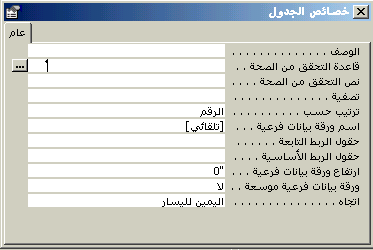 خصائص الجدول
عام
الوصف
قاعدة التحقق من الصحة
نص التحقق من الصحة
تصفية
ترتيب حسب الرقم
اسم ورقة بيانات فرعية [تلقائي]
حقول الربط التابعة
حقول الربط الأساسية
ارتفاع ورقة بيانات فرعية 0"
ورقة بيانات فرعية موسعة لا
اتجاه اليمين لليسار